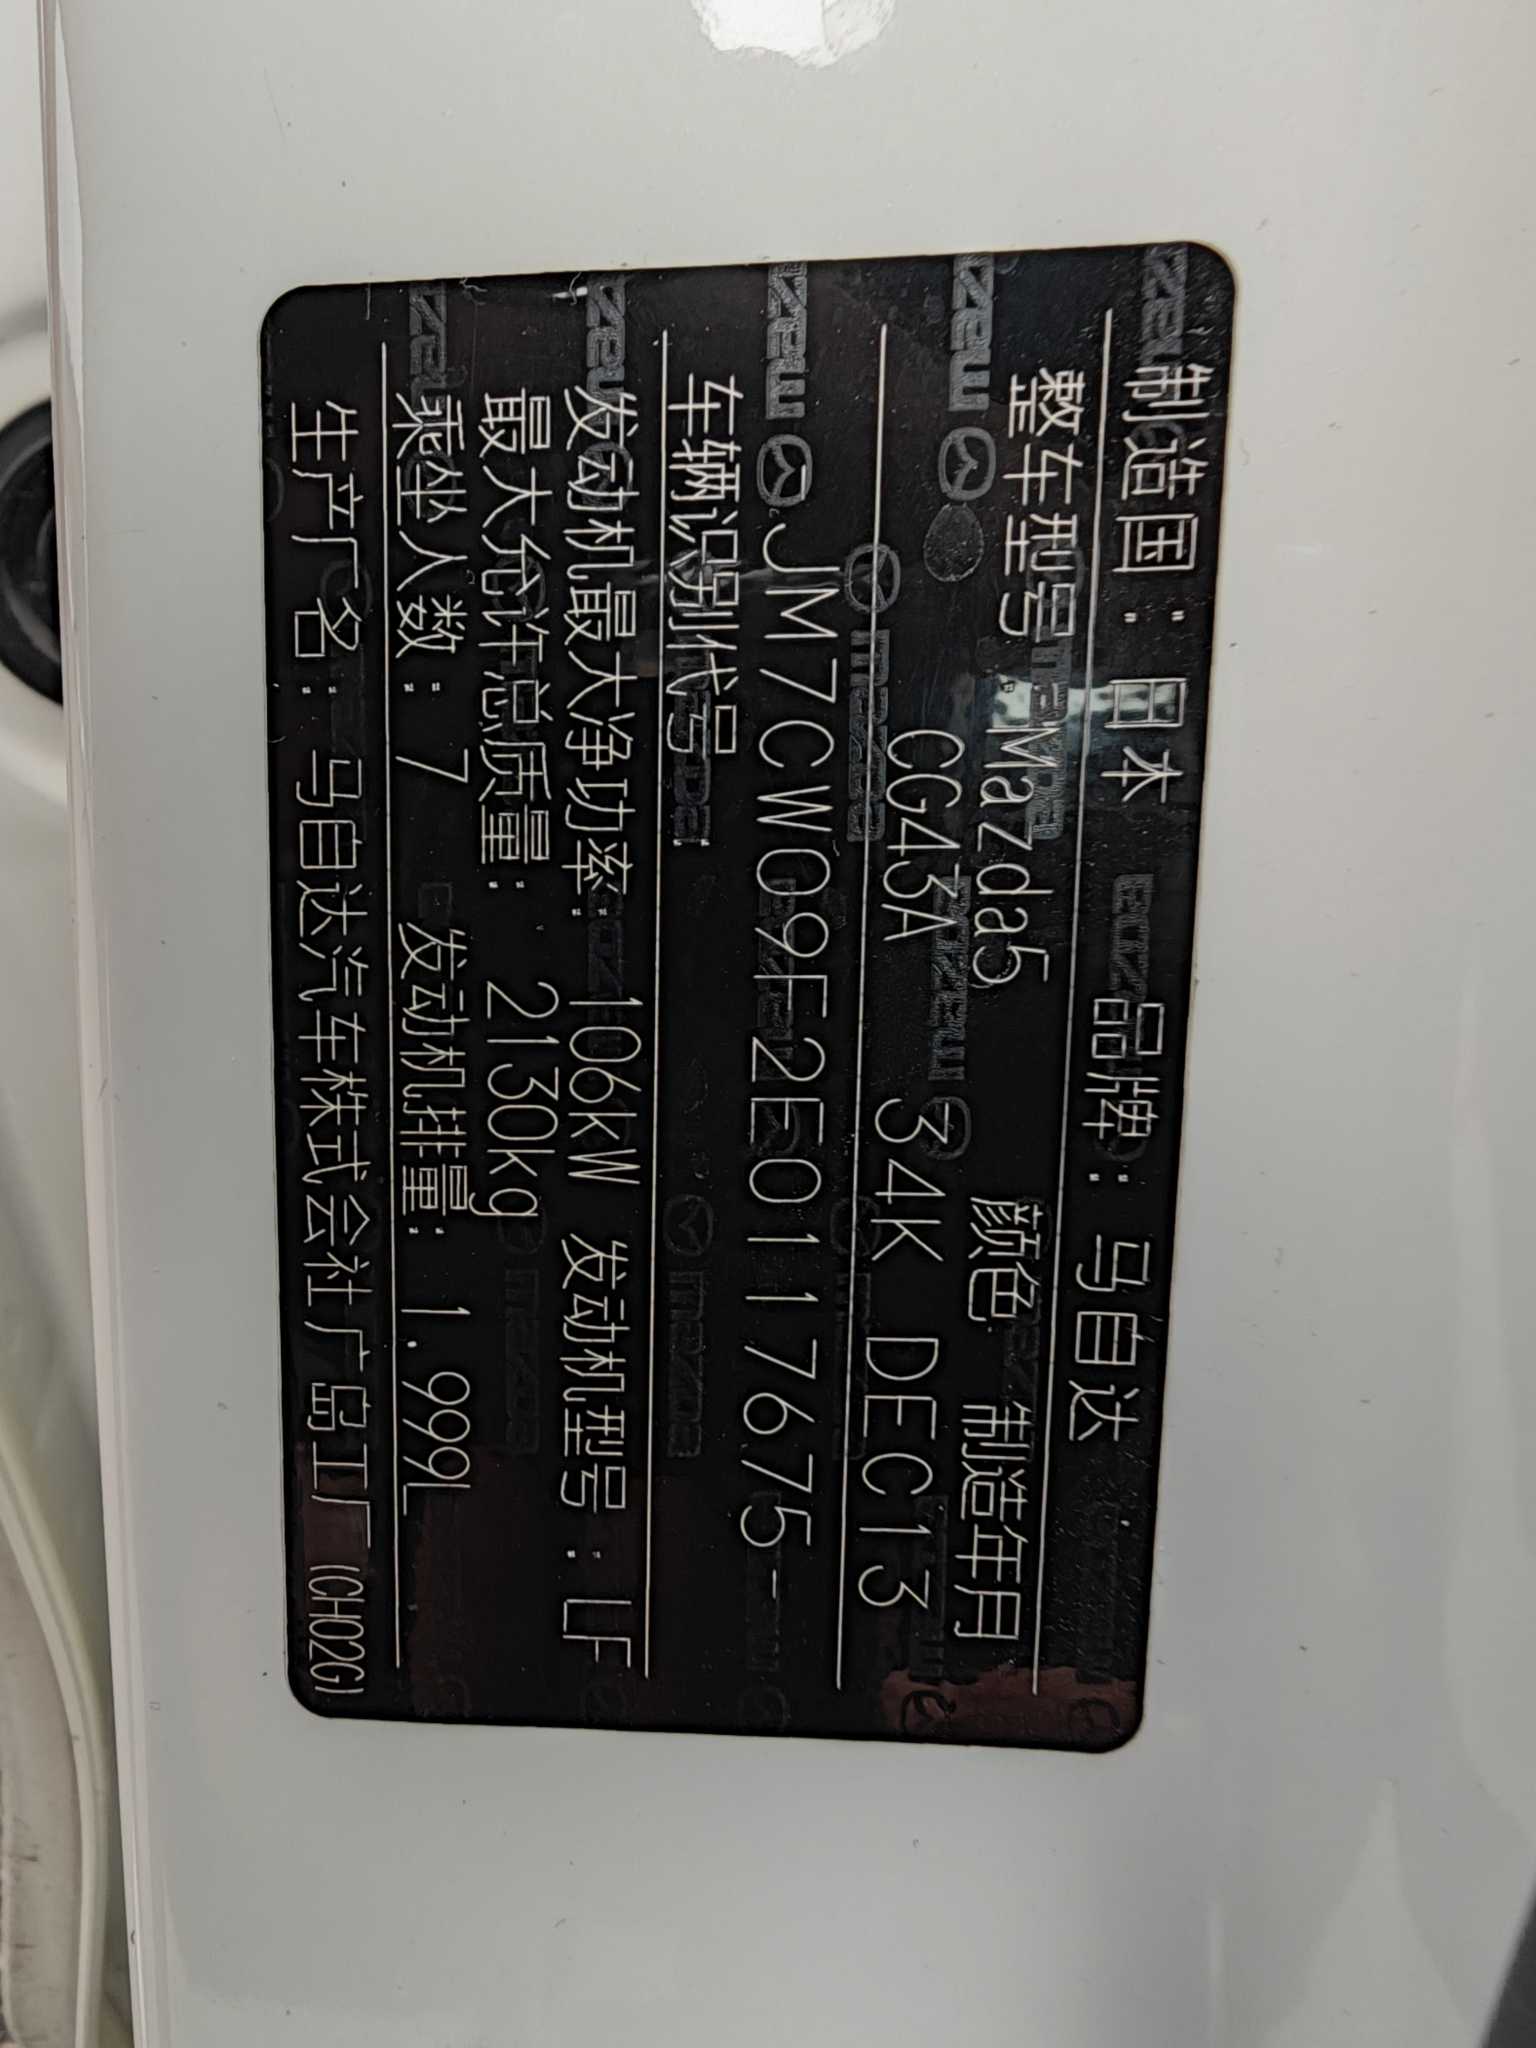 制造国：日本 品牌：马自达
整车型号：Mazda5 颜色 制造年月
CG43A 34K DEC13
JM7CW09F2E0117675-
车辆识别代号：
发动机最大净功率：106kW 发动机型号：LF
最大允许总质量：2130kg
乘坐人数：7 发动机排量：1.999L
生产厂名：马自达汽车株式会社广岛工厂(CH02G)